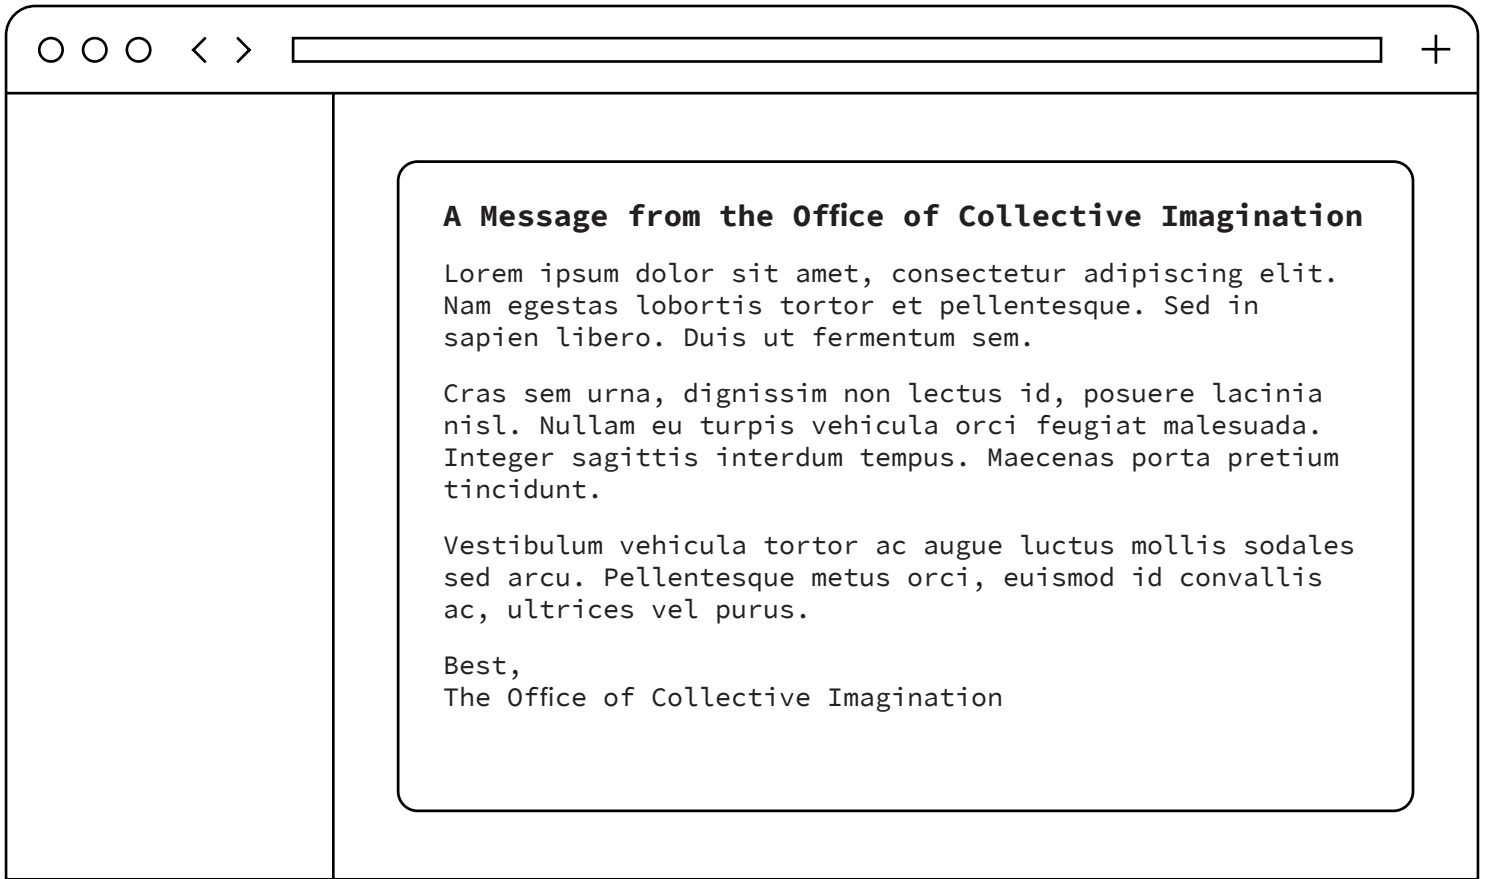 A Message from the Office of Collective Imagination
Lorem ipsum dolor sit amet, consectetur adipiscing elit.
Nam egestas lobortis tortor et pellentesque. Sed in
sapien libero. Duis ut fermentum sem.
Cras sem urna, dignissim non lectus id, posuere lacinia
nisl. Nullam eu turpis vehicula orci feugiat malesuada.
Integer sagittis interdum tempus. Maecenas porta pretium
tincidunt.
Vestibulum vehicula tortor ac augue luctus mollis sodales
sed arcu. Pellentesque metus orci, euismod id convallis
ac, ultrices vel purus.
Best,
The Office of Collective Imagination